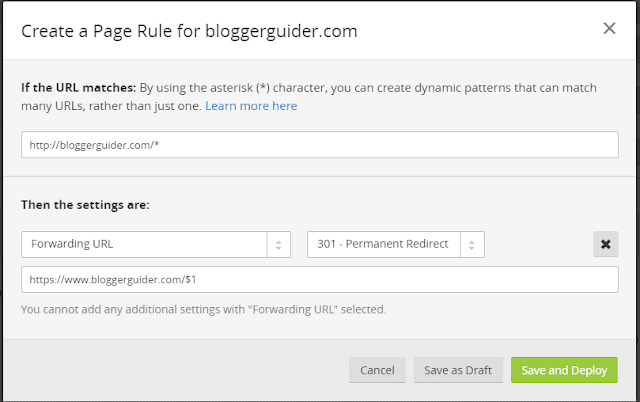 Create a Page Rule for bloggerguider.com
×
If the URL matches: By using the asterisk (*) character, you can create dynamic patterns that can match
many URLs, rather than just one. Learn more here
http://bloggerguider.com/*
Then the settings are:
Forwarding URL
301 - Permanent Redirect
https://www.bloggerguider.com/$1
You cannot add any additional settings with "Forwarding URL" selected.
Cancel
Save as Draft
Save and Deploy